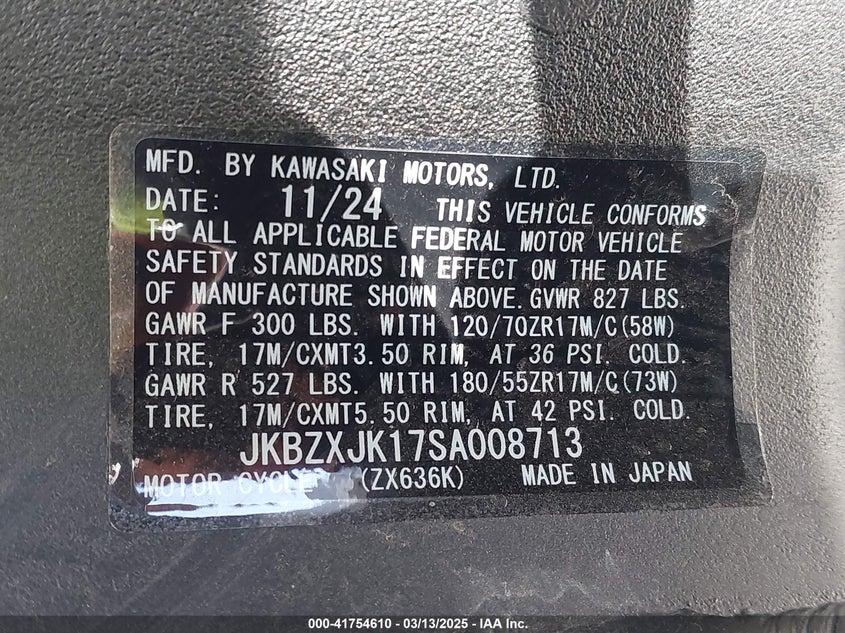 MFD. BY KAWASAKI MOTORS, LTD.
DATE: 11/24 THIS VEHICLE CONFORMS
TO ALL APPLICABLE FEDERAL MOTOR VEHICLE
SAFETY STANDARDS IN EFFECT ON THE DATE
OF MANUFACTURE SHOWN ABOVE. GVWR 827 LBS.
GAWR F 300 LBS. WITH 120/70ZR17M/C(58W)
TIRE, 17M/CXMT3.50 RIM, AT 36 PSI. COLD.
GAWR R 527 LBS. WITH 180/55ZR17M/C(73W)
TIRE, 17M/CXMT5.50 RIM, AT 42 PSI. COLD.
JKBZXJK17SA008713
MOTOR CYCLE (ZX636K) MADE IN JAPAN
000-41754610 - 03/13/2025 - IAA Inc.